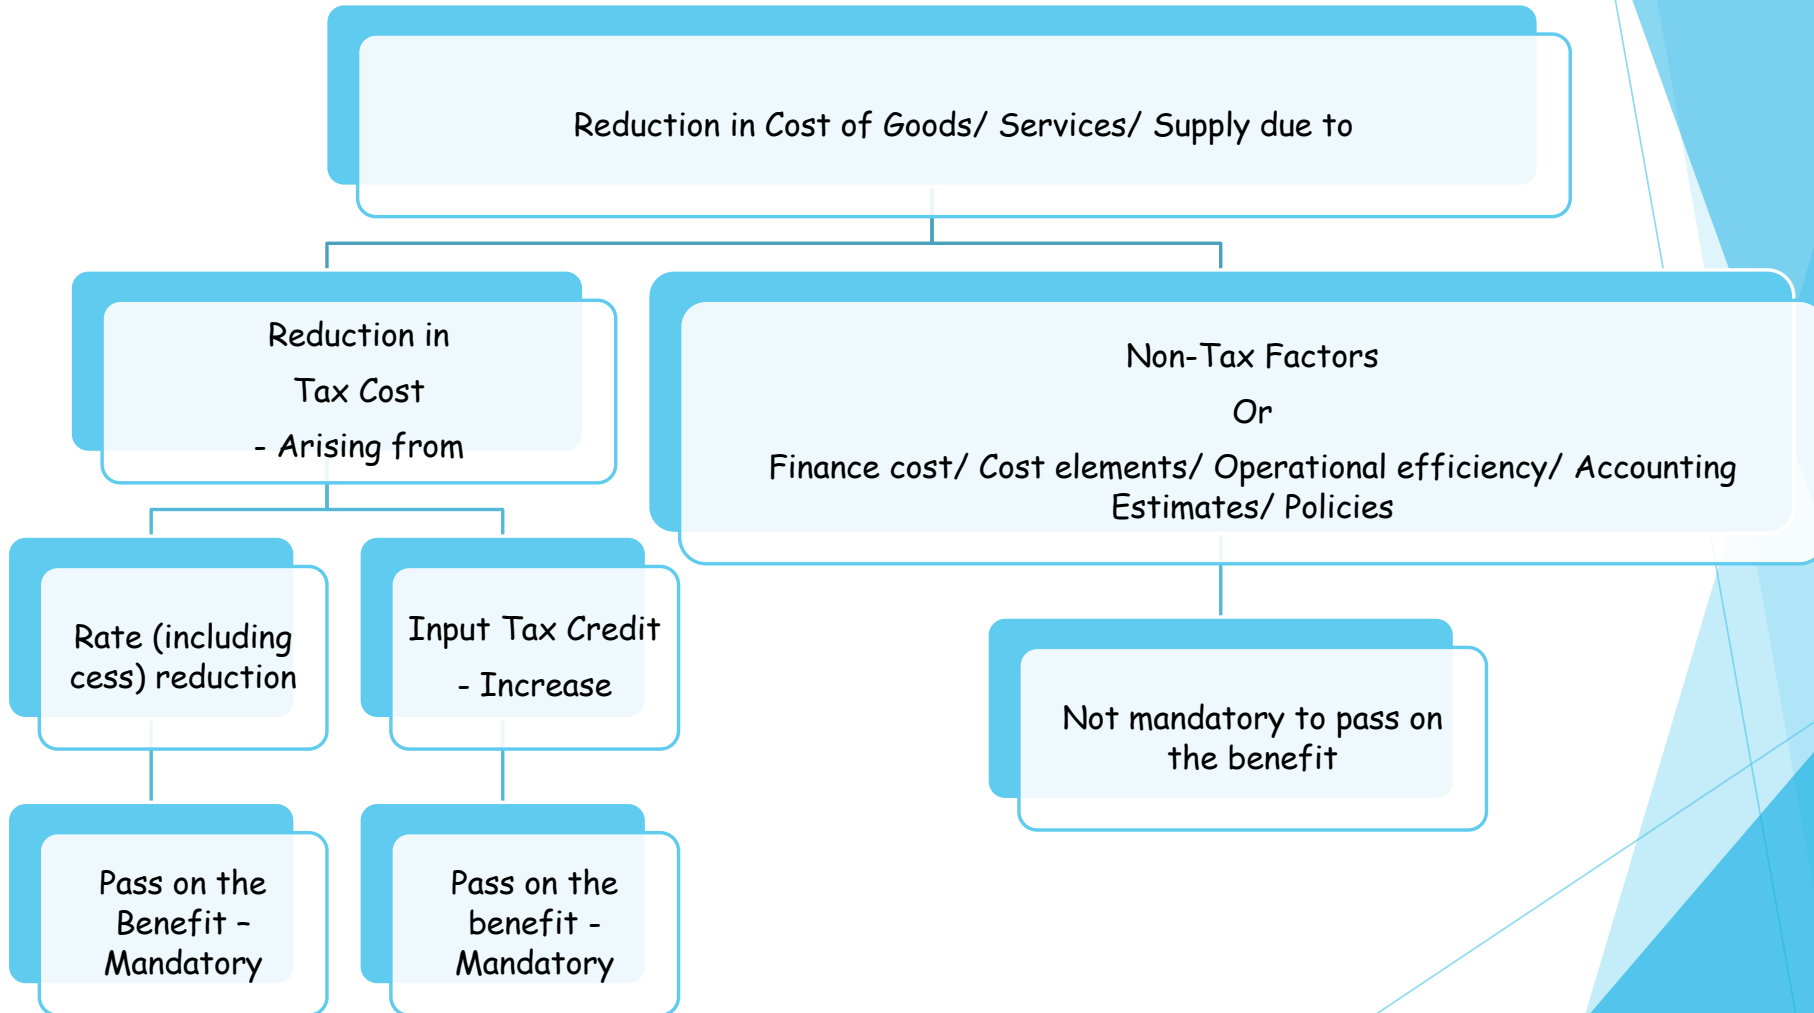 Reduction in Cost of Goods/ Services/ Supply due to
Reduction in
Tax Cost
- Arising from
Non-Tax Factors
Or
Finance cost/ Cost elements/ Operational efficiency/ Accounting
Estimates/ Policies
Rate (including
cess) reduction
Input Tax Credit
- Increase
Not mandatory to pass on
the benefit
Pass on the
Benefit –
Mandatory
Pass on the
benefit -
Mandatory